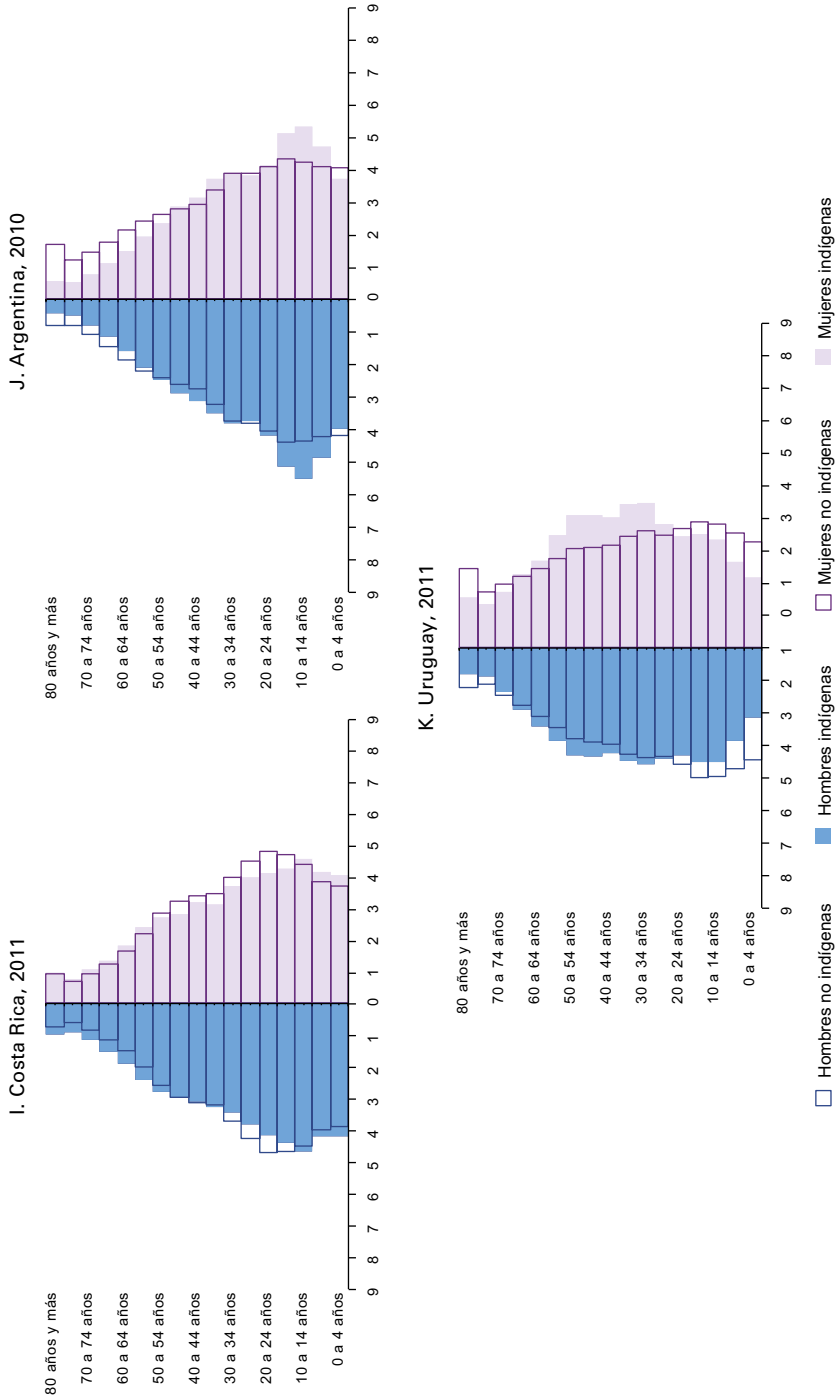 I. Costa Rica, 2011
80 años y más
70 a 74 años
60 a 64 años
50 a 54 años
40 a 44 años
30 a 34 años
20 a 24 años
10 a 14 años
0 a 4 años
9 8 7 6 5 4 3 2 1 0 1 2 3 4 5 6 7 8 9
J. Argentina, 2010
80 años y más
70 a 74 años
60 a 64 años
50 a 54 años
40 a 44 años
30 a 34 años
20 a 24 años
10 a 14 años
0 a 4 años
9 8 7 6 5 4 3 2 1 0 1 2 3 4 5 6 7 8 9
K. Uruguay, 2011
80 años y más
70 a 74 años
60 a 64 años
50 a 54 años
40 a 44 años
30 a 34 años
20 a 24 años
10 a 14 años
0 a 4 años
9 8 7 6 5 4 3 2 1 0 1 2 3 4 5 6 7 8 9
Hombres no indígenas Hombres indígenas Mujeres no indígenas Mujeres indígenas